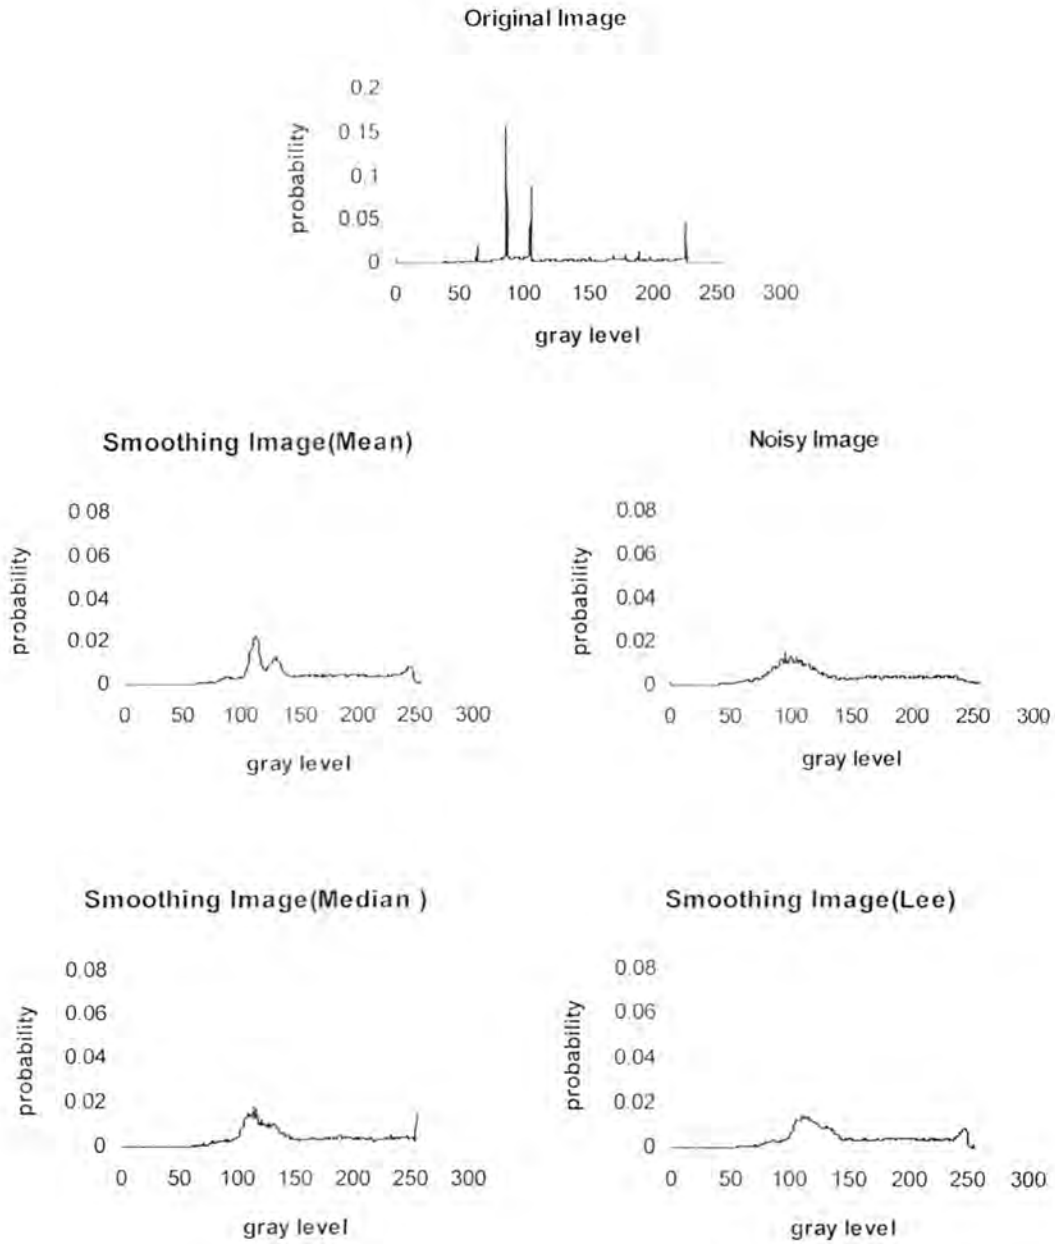 Original Image
0.2
0.15
0.1
0.05
0
probability
0 50 100 150 200 250 300
gray level
Smoothing Image(Mean)
0.08
0.06
0.04
0.02
0
probability
0 50 100 150 200 250 300
gray level
Noisy Image
0.08
0.06
0.04
0.02
0
probability
0 50 100 150 200 250 300
gray level
Smoothing Image(Median )
0.08
0.06
0.04
0.02
0
probability
0 50 100 150 200 250 300
gray level
Smoothing Image(Lee)
0.08
0.06
0.04
0.02
0
probability
0 50 100 150 200 250 300
gray level